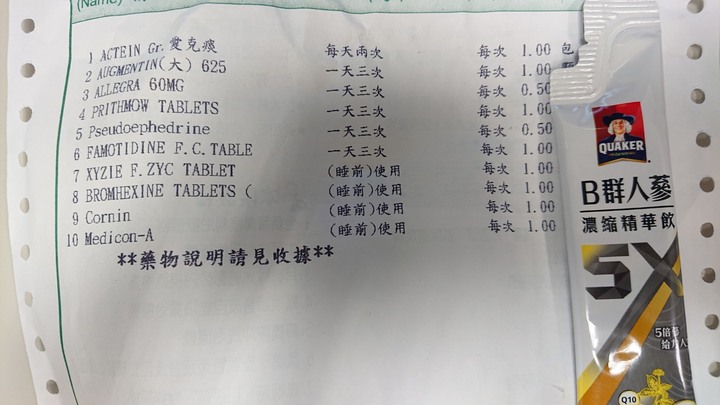 (Name)
1 ACTEIN Gr.愛克痰 每天兩次 每次 1.00 包
2 AUGMENTIN(大) 625 一天三次 每次 1.00
3 ALLEGRA 60MG 一天三次 每次 0.50
4 PRITHMOW TABLETS 一天三次 每次 1.00
5 Pseudoephedrine 一天三次 每次 0.50
6 FAMOTIDINE F.C.TABLE 一天三次 每次 1.00
7 XYZIE F.ZYC TABLET (睡前)使用 每次 1.00
8 BROMHEXINE TABLETS ( (睡前)使用 每次 1.00
9 Cornin (睡前)使用 每次 1.00
10 Medicon-A (睡前)使用 每次 1.00
**藥物說明請見收據**
QUAKER
B群人蔘
濃縮精華飲
5X
5倍
給
Q10